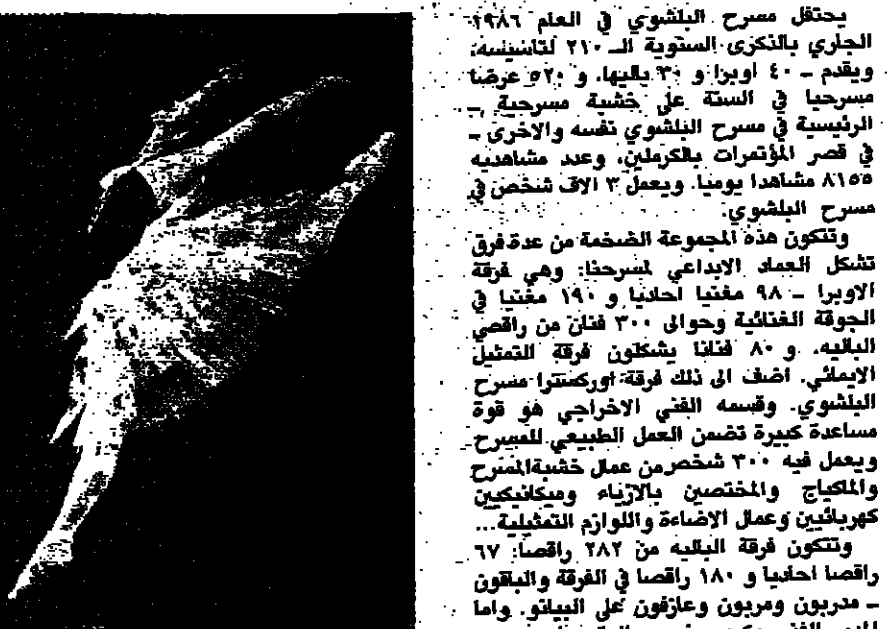 يحتفل مسرح البلشوي في العام ١٩٨٦
الجاري بالذكرى السنوية الـ ٢١٠ لتأسيسه،
ويقدم ـ ٤٠ اوبرا و ٣٠ باليها. و ٥٢٠ عرضا
مسرحيا في السنة على خشبة مسرحية ـ
الرئيسية في مسرح البلشوي نفسه والاخرى ـ
في قصر المؤتمرات بالكرملين، وعدد مشاهديه
٨١٥٥ مشاهدا يوميا. ويعمل ٣ الاف شخص في
مسرح البلشوي.
وتتكون هذه المجموعة الضخمة من عدة فرق
تشكل العماد الابداعي لمسرحنا: وهي فرقة
الاوبرا ـ ٩٨ مغنيا احاديا و ١٩٠ مغنيا في
الجوقة الغنائية وحوالى ٣٠٠ فنان من راقصي
الباليه. و ٨٠ فنانا يشكلون فرقة التمثيل
الايمائي. اضف الى ذلك فرقة اوركسترا مسرح
البلشوي. وقسمه الفني الاخراجي هو قوة
مساعدة كبيرة تضمن العمل الطبيعي للمسرح
ويعمل فيه ٣٠٠ شخص من عمال خشبة المسرح
والماكياج والمختصين بالازياء وميكانيكيين
كهربائيين وعمال الاضاءة واللوازم التمثيلية...
وتتكون فرقة الباليه من ٢٨٢ راقصا: ٦٧
راقصا احاديا و ١٨٠ راقصا في الفرقة والباقون
ـ مدربون ومربون وعازفون على البيانو. واما